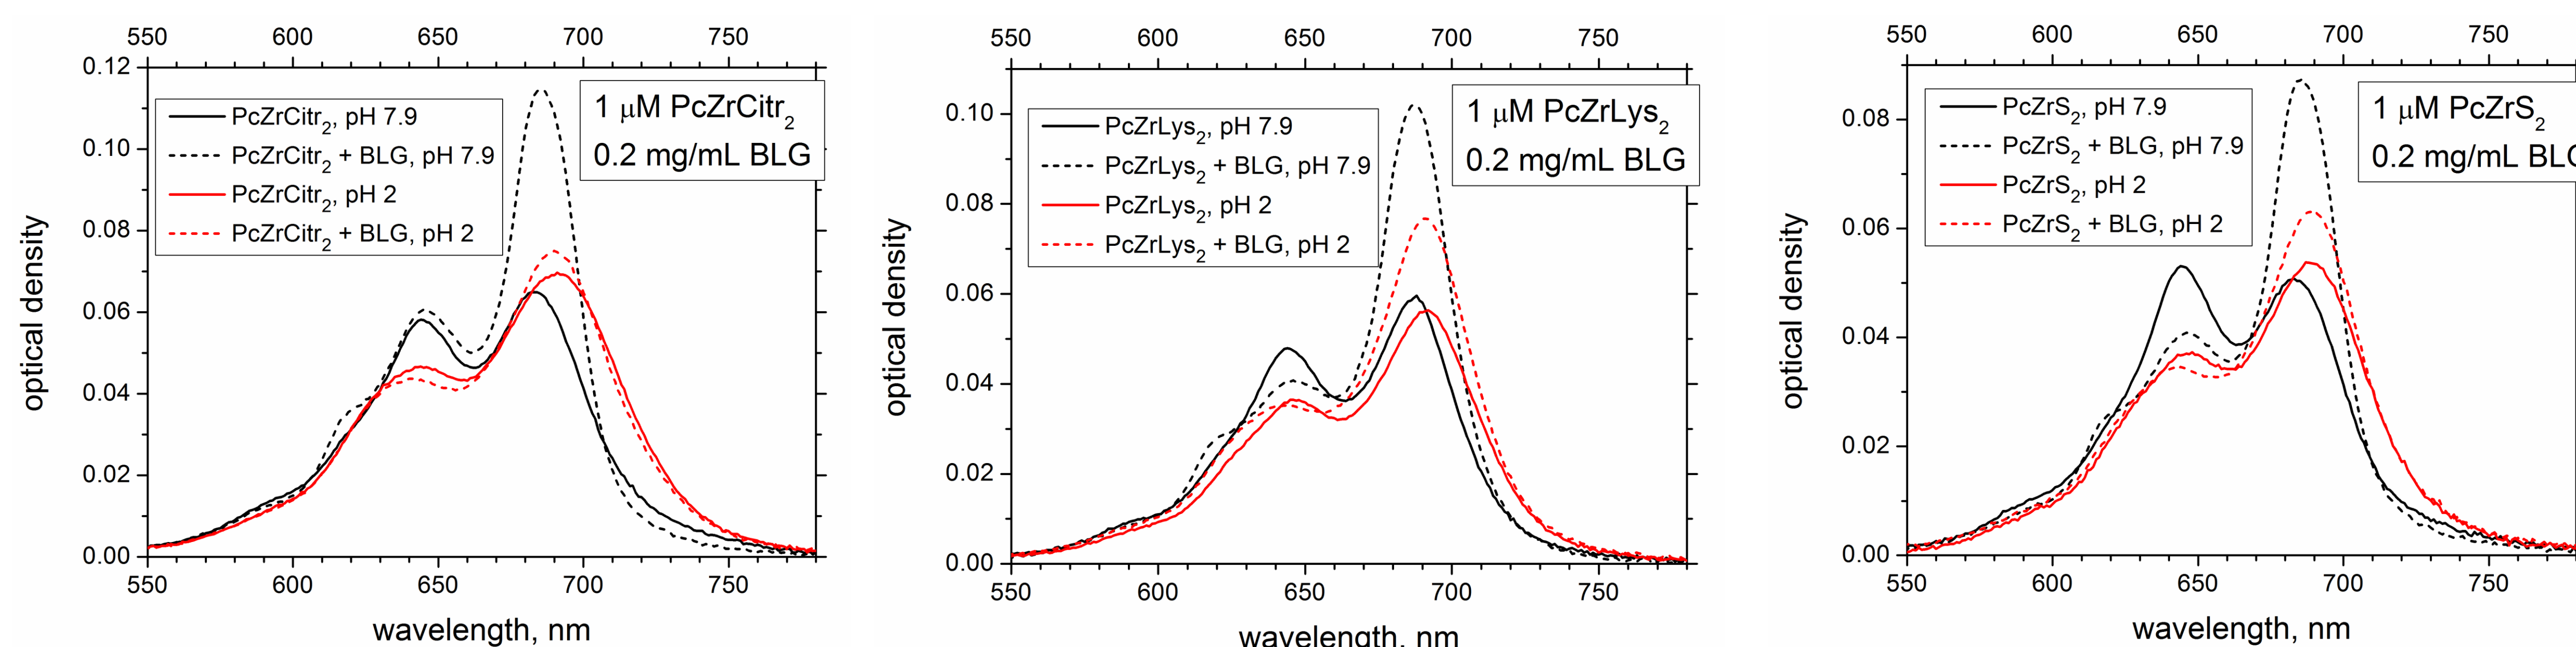 550 600 650 700 750
0.12
0.10
0.08
0.06
0.04
0.02
0.00
optical density
PcZrCitr2, pH 7.9
PcZrCitr2 + BLG, pH 7.9
PcZrCitr2, pH 2
PcZrCitr2 + BLG, pH 2
1 μM PcZrCitr2
0.2 mg/mL BLG
550 600 650 700 750
wavelength, nm
550 600 650 700 750
0.10
0.08
0.06
0.04
0.02
0.00
optical density
PcZrLys2, pH 7.9
PcZrLys2 + BLG, pH 7.9
PcZrLys2, pH 2
PcZrLys2 + BLG, pH 2
1 μM PcZrLys2
0.2 mg/mL BLG
550 600 650 700 750
wavelength, nm
550 600 650 700 750
0.08
0.06
0.04
0.02
0.00
optical density
PcZrS2, pH 7.9
PcZrS2 + BLG, pH 7.9
PcZrS2, pH 2
PcZrS2 + BLG, pH 2
1 μM PcZrS2
0.2 mg/mL BLG
550 600 650 700 750
wavelength, nm